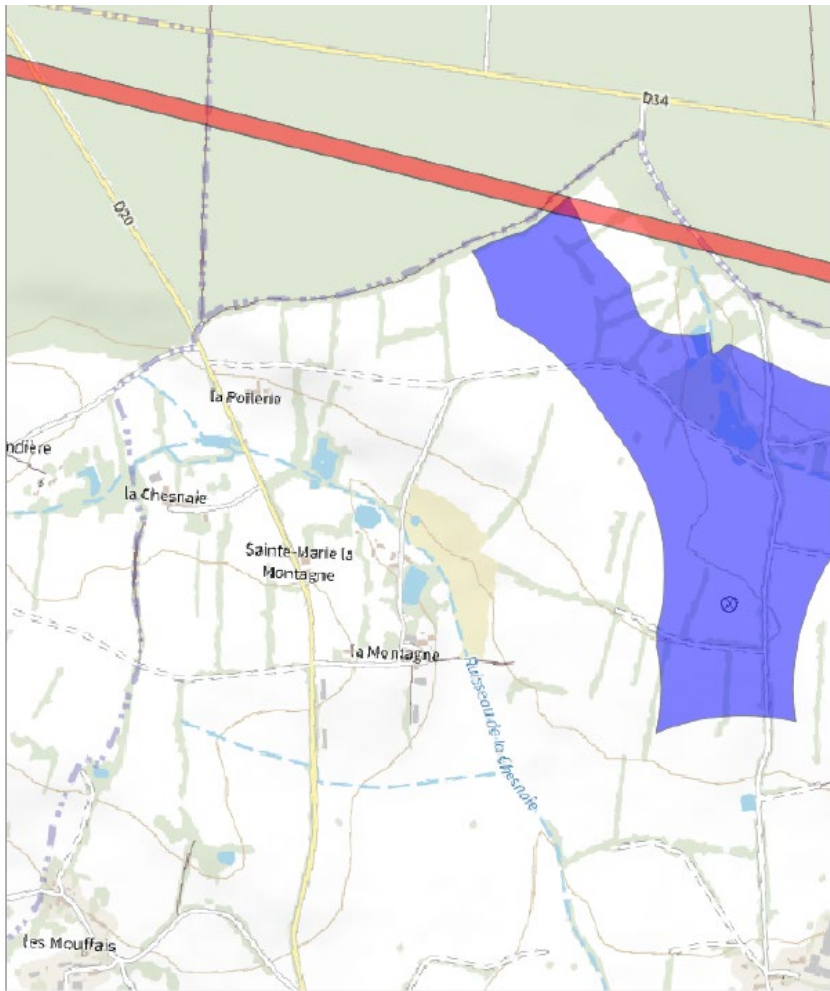 D34
D20
la Poilerie
ndière
la Chesnaie
Sainte-Marie la
Montagne
la Montagne
Ruisseau de la Chesnaie
les Mouffais